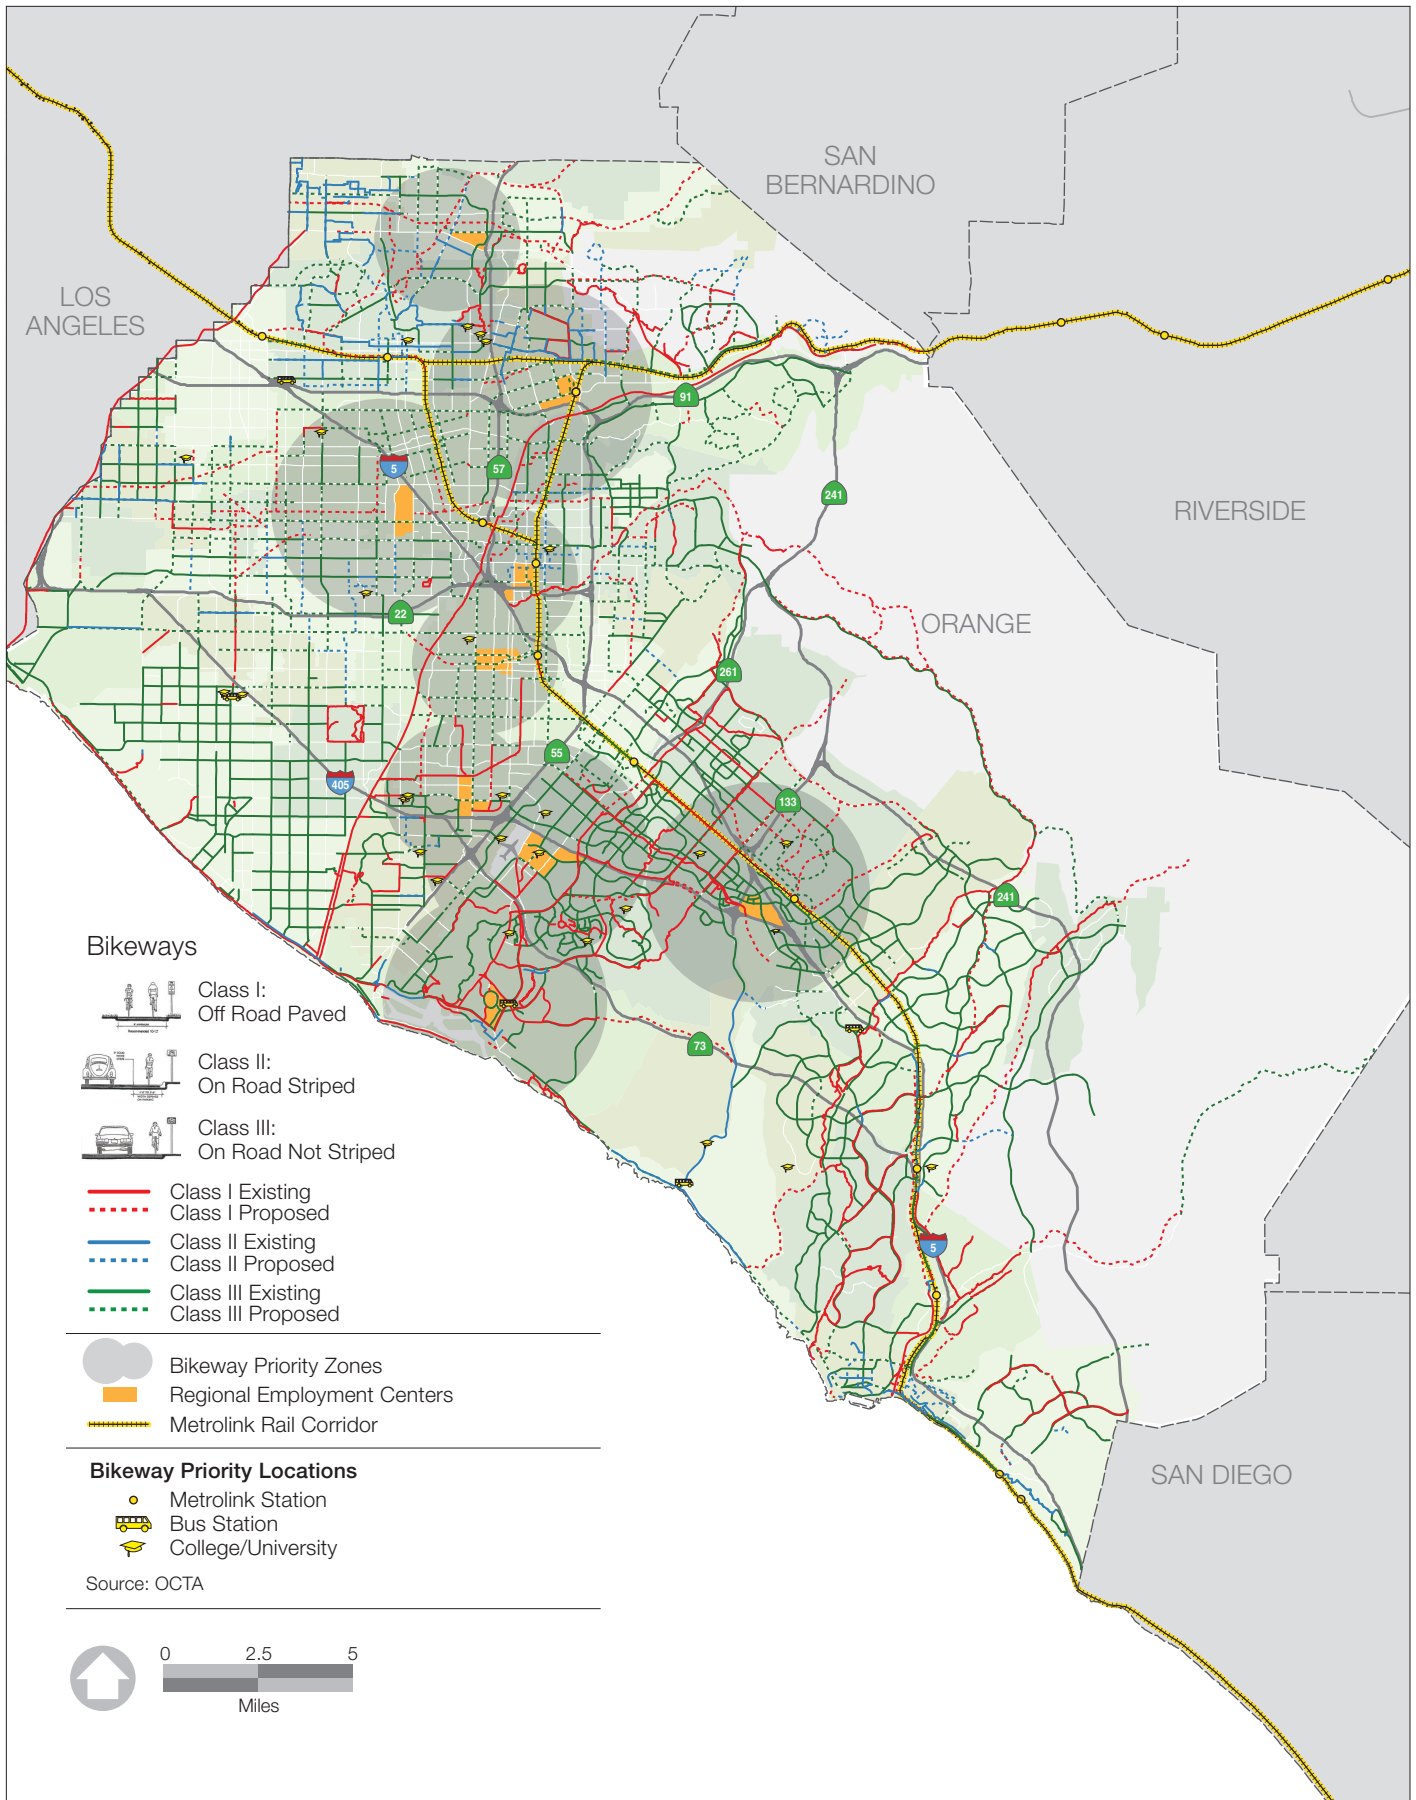 SAN
BERNARDINO
LOS
ANGELES
91
5
57
241
RIVERSIDE
22
ORANGE
261
55
405
133
241
73
5
SAN DIEGO
Bikeways
Class I:
Off Road Paved
Class II:
On Road Striped
Class III:
On Road Not Striped
Class I Existing
Class I Proposed
Class II Existing
Class II Proposed
Class III Existing
Class III Proposed
Bikeway Priority Zones
Regional Employment Centers
Metrolink Rail Corridor
Bikeway Priority Locations
Metrolink Station
Bus Station
College/University
Source: OCTA
0 2.5 5
Miles